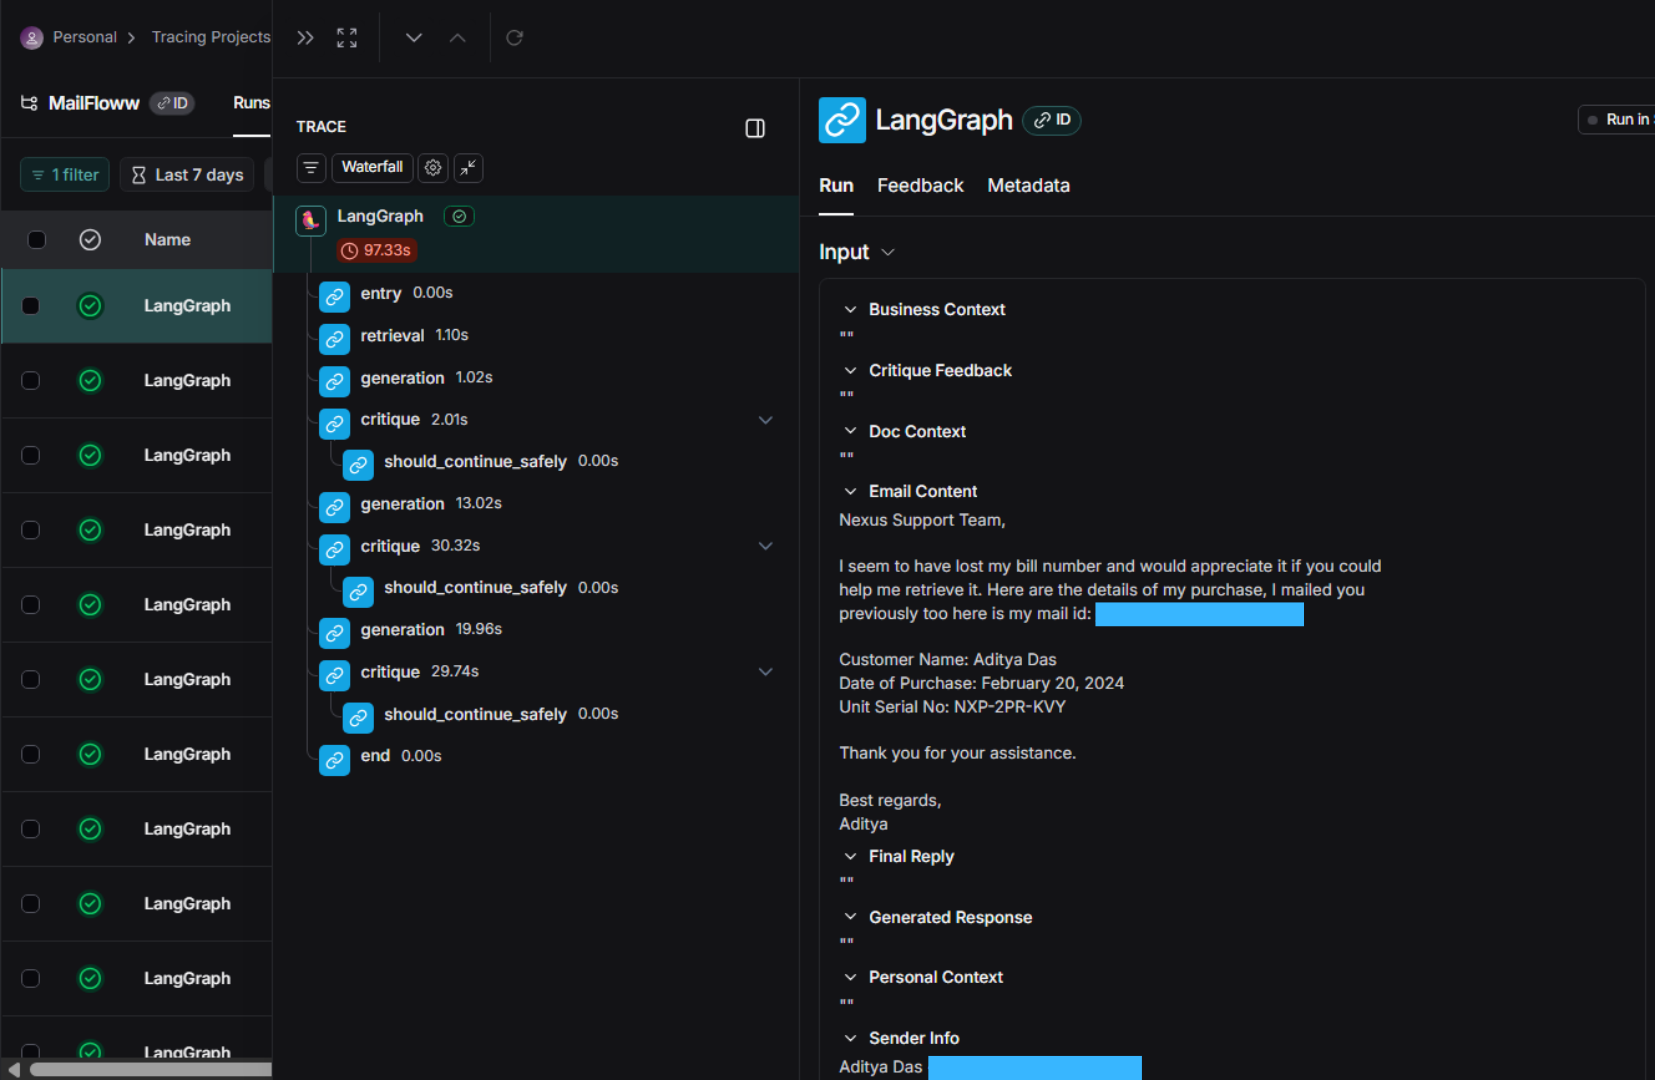 Personal > Tracing Projects
MailFloww ID Runs
1 filter Last 7 days
Name
LangGraph
LangGraph
LangGraph
LangGraph
LangGraph
LangGraph
LangGraph
LangGraph
LangGraph
LangGraph
LangGraph
TRACE
Waterfall
LangGraph
97.33s
entry 0.00s
retrieval 1.10s
generation 1.02s
critique 2.01s
should_continue_safely 0.00s
generation 13.02s
critique 30.32s
should_continue_safely 0.00s
generation 19.96s
critique 29.74s
should_continue_safely 0.00s
end 0.00s
LangGraph ID
Run in
Run Feedback Metadata
Input
Business Context
""
Critique Feedback
""
Doc Context
""
Email Content
Nexus Support Team,
I seem to have lost my bill number and would appreciate it if you could
help me retrieve it. Here are the details of my purchase, I mailed you
previously too here is my mail id:
Customer Name: Aditya Das
Date of Purchase: February 20, 2024
Unit Serial No: NXP-2PR-KVY
Thank you for your assistance.
Best regards,
Aditya
Final Reply
""
Generated Response
""
Personal Context
""
Sender Info
Aditya Das